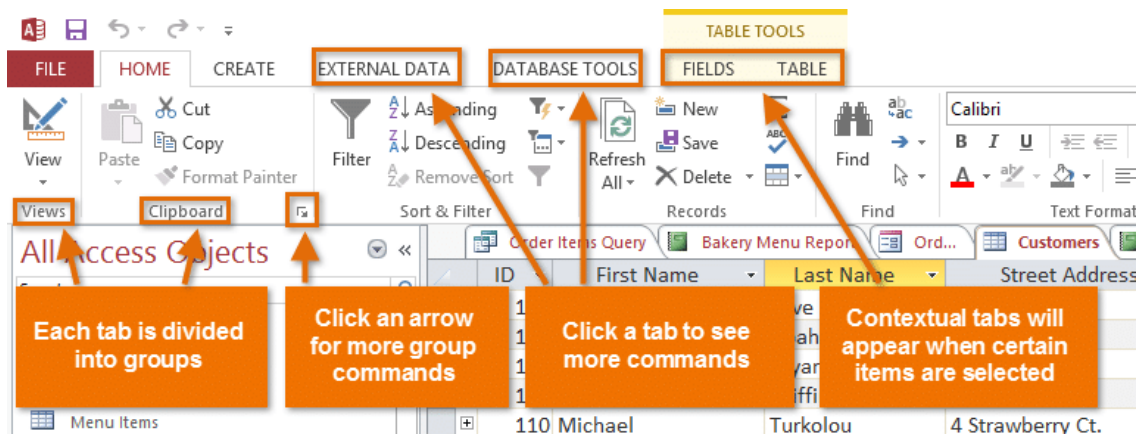 TABLE TOOLS
FILE HOME CREATE EXTERNAL DATA DATABASE TOOLS FIELDS TABLE
View
Paste
Cut
Copy
Format Painter
Filter
Ascending
Descending
Remove Sort
Refresh
All
New
Save
Delete
Find
ab
ac
Calibri
B I U
A
Views Clipboard Sort & Filter Records Find Text Format
All Access Objects
Order Items Query Bakery Menu Report Ord... Customers
ID First Name Last Name Street Address
Each tab is divided
into groups
Click an arrow
for more group
commands
Click a tab to see
more commands
Contextual tabs will
appear when certain
items are selected
Menu Items
110 Michael Turkolou 4 Strawberry Ct.